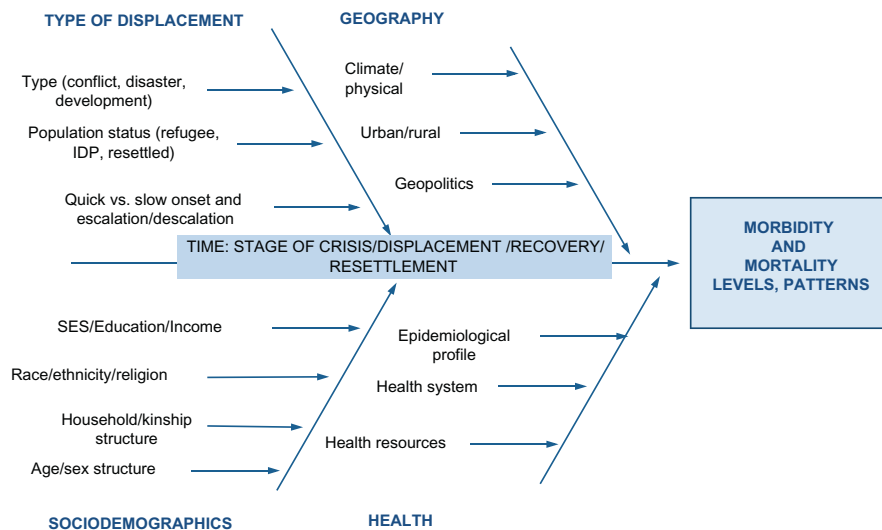 TYPE OF DISPLACEMENT
GEOGRAPHY
Type (conflict, disaster,
development)
Population status (refugee,
IDP, resettled)
Quick vs. slow onset and
escalation/descalation
Climate/
physical
Urban/rural
Geopolitics
TIME: STAGE OF CRISIS/DISPLACEMENT /RECOVERY/
RESETTLEMENT
MORBIDITY
AND
MORTALITY
LEVELS, PATTERNS
SES/Education/Income
Race/ethnicity/religion
Household/kinship
structure
Age/sex structure
Epidemiological
profile
Health system
Health resources
SOCIODEMOGRAPHICS
HEALTH